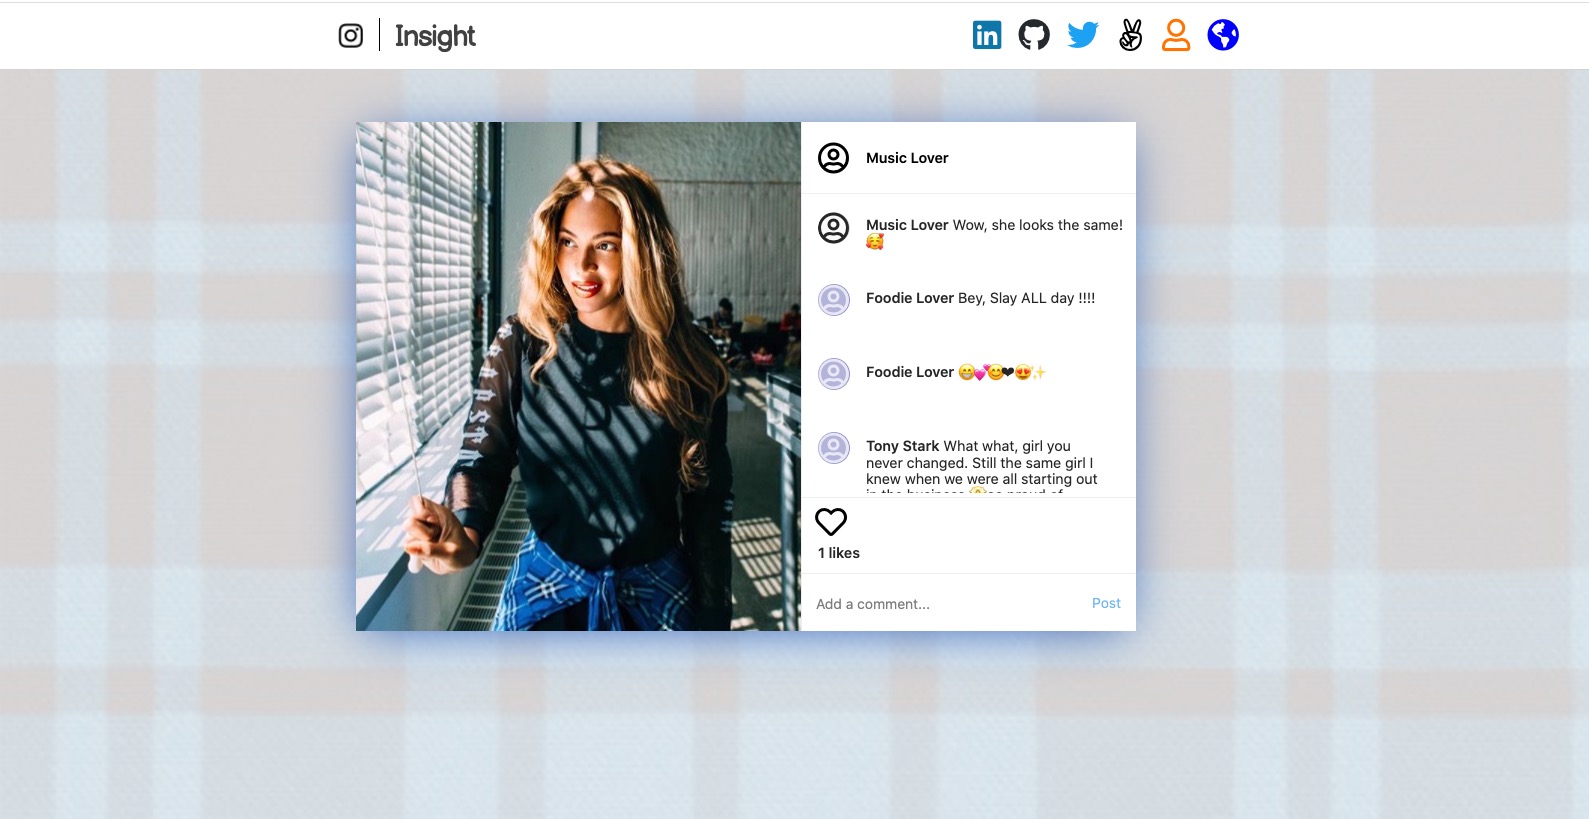 Insight
Music Lover
Music Lover Wow, she looks the same!
🥰
Foodie Lover Bey, Slay ALL day !!!!
Foodie Lover 😁💕😊❤😍✨
Tony Stark What what, girl you
never changed. Still the same girl I
knew when we were all starting out
1 likes
Add a comment...
Post